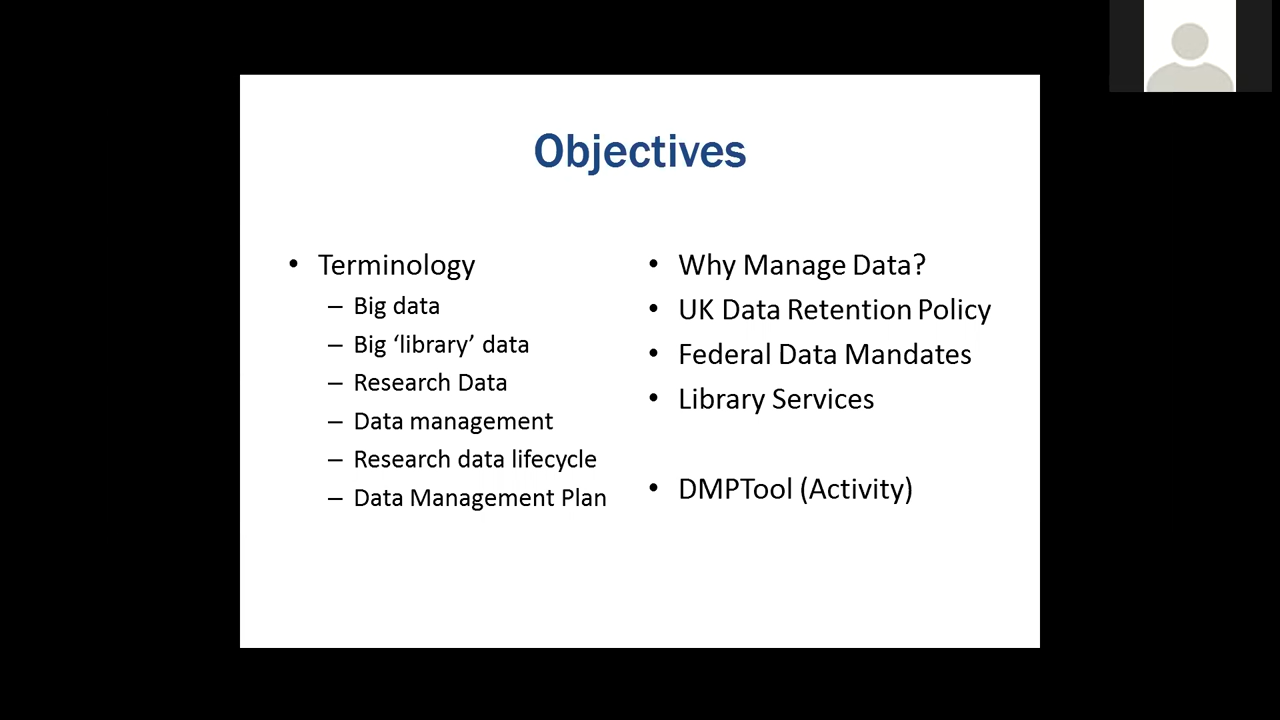 Objectives
• Terminology
– Big data
– Big ‘library’ data
– Research Data
– Data management
– Research data lifecycle
– Data Management Plan
• Why Manage Data?
• UK Data Retention Policy
• Federal Data Mandates
• Library Services
• DMPTool (Activity)